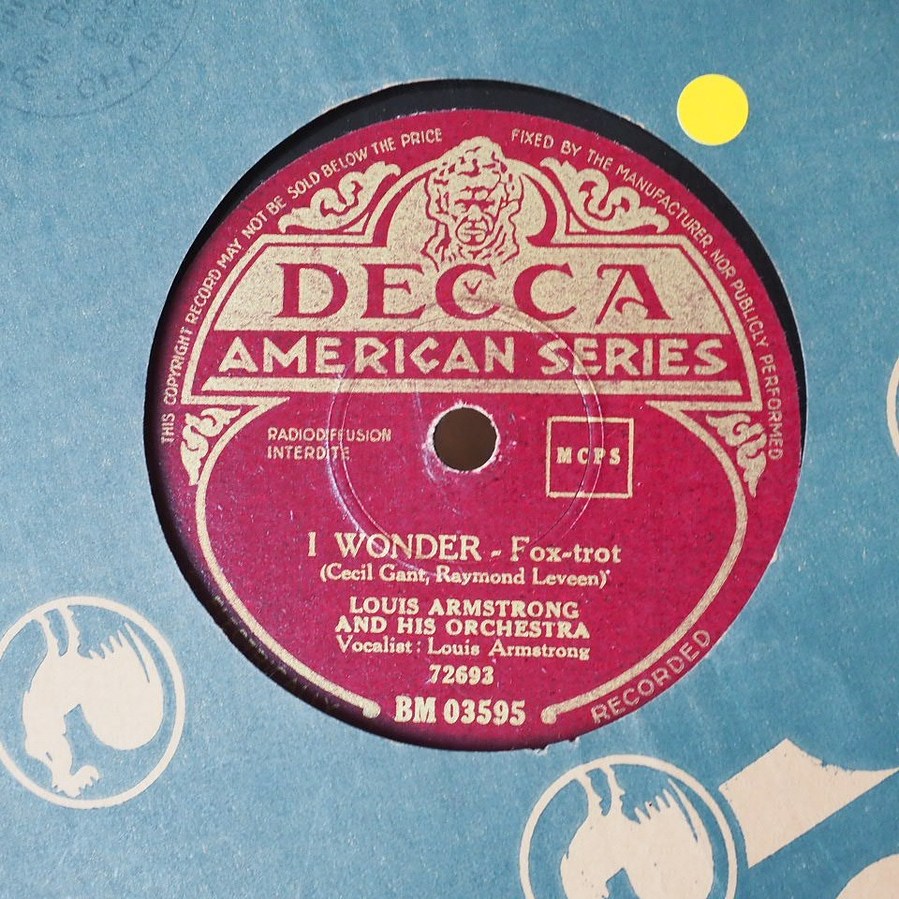 THIS COPYRIGHT RECORD MAY NOT BE SOLD BELOW THE PRICE FIXED BY THE MANUFACTURER, NOR PUBLICLY PERFORMED
DECCA
AMERICAN SERIES
RADIODIFFUSION
INTERDITE
MCPS
I WONDER - Fox-trot
(Cecil Gant, Raymond Leveen)
LOUIS ARMSTRONG
AND HIS ORCHESTRA
Vocalist : Louis Armstrong
72693
BM 03595
RECORDED